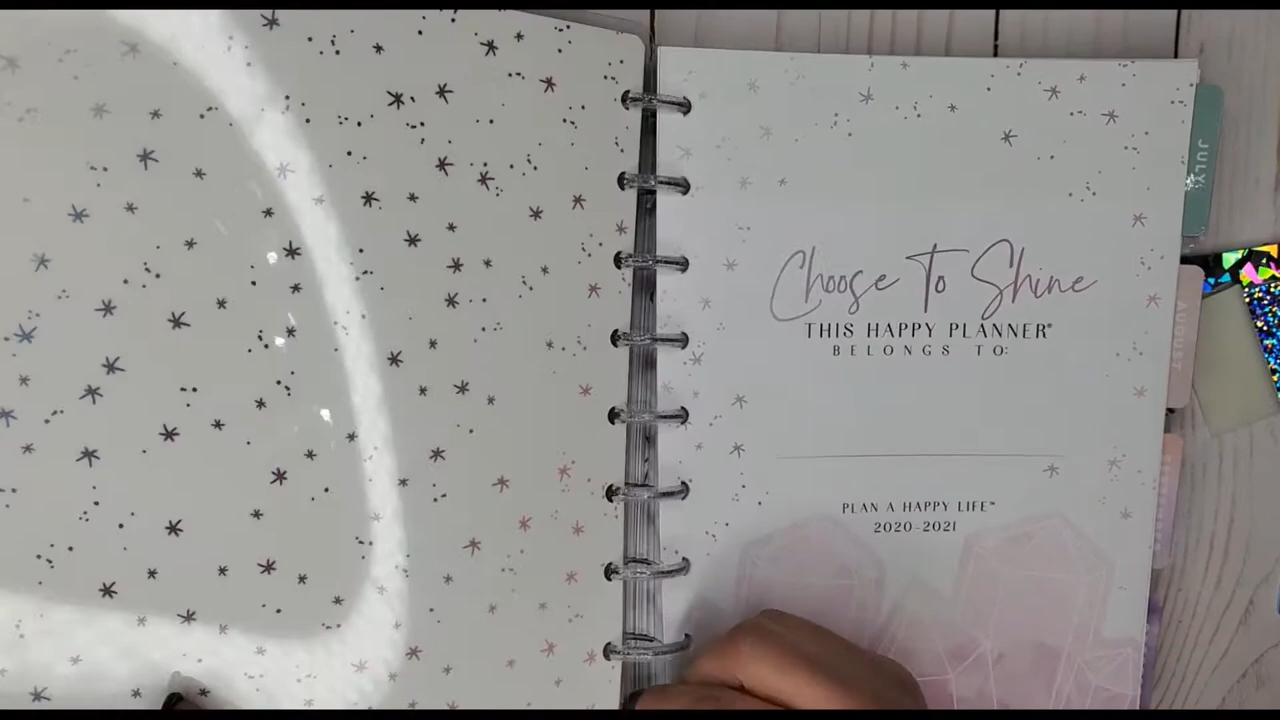 Choose To Shine
THIS HAPPY PLANNER®
BELONGS TO:
PLAN A HAPPY LIFE™
2020-2021
JULY
AUGUST